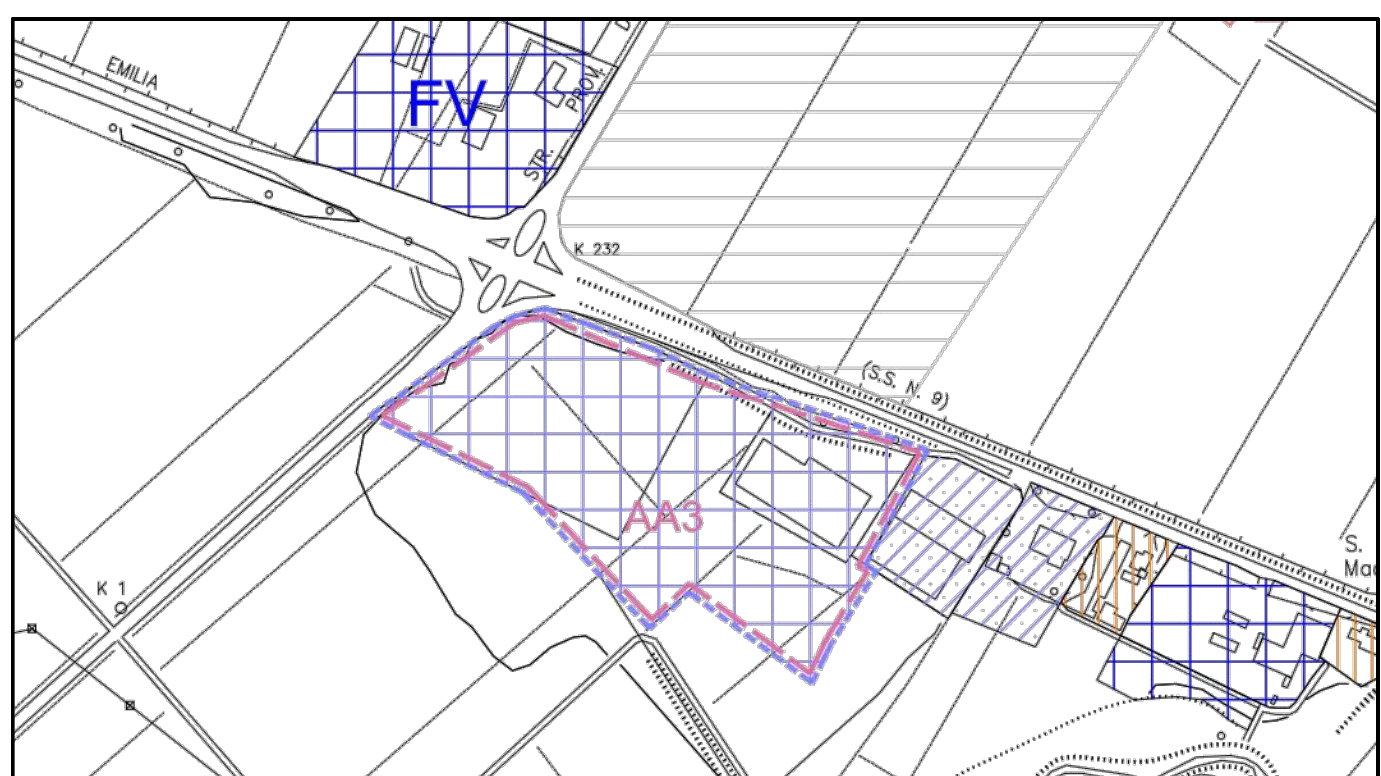 EMILIA
FV
STR.
PROV.
K 232
(S.S. N. 9)
AA3
K 1
S.